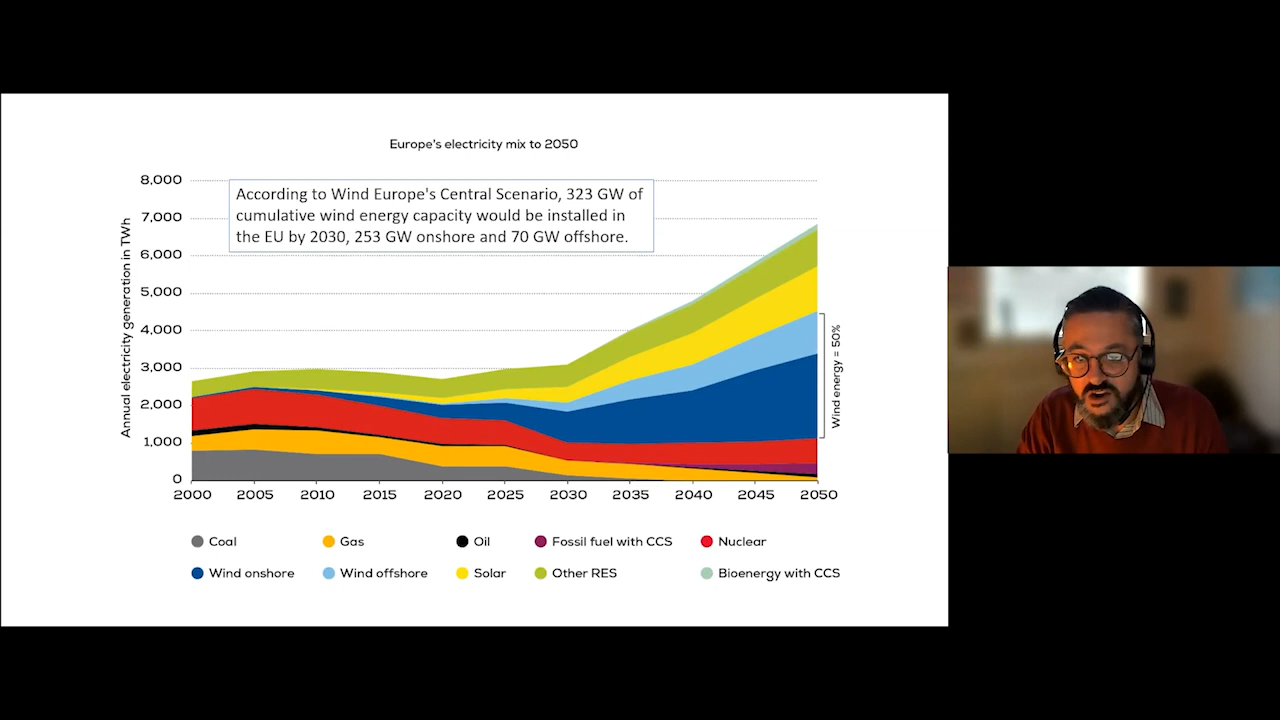 Europe's electricity mix to 2050
Annual electricity generation in TWh
8,000
7,000
6,000
5,000
4,000
3,000
2,000
1,000
0
According to Wind Europe's Central Scenario, 323 GW of
cumulative wind energy capacity would be installed in
the EU by 2030, 253 GW onshore and 70 GW offshore.
Wind energy = 50%
2000 2005 2010 2015 2020 2025 2030 2035 2040 2045 2050
Coal Gas Oil Fossil fuel with CCS Nuclear
Wind onshore Wind offshore Solar Other RES Bioenergy with CCS